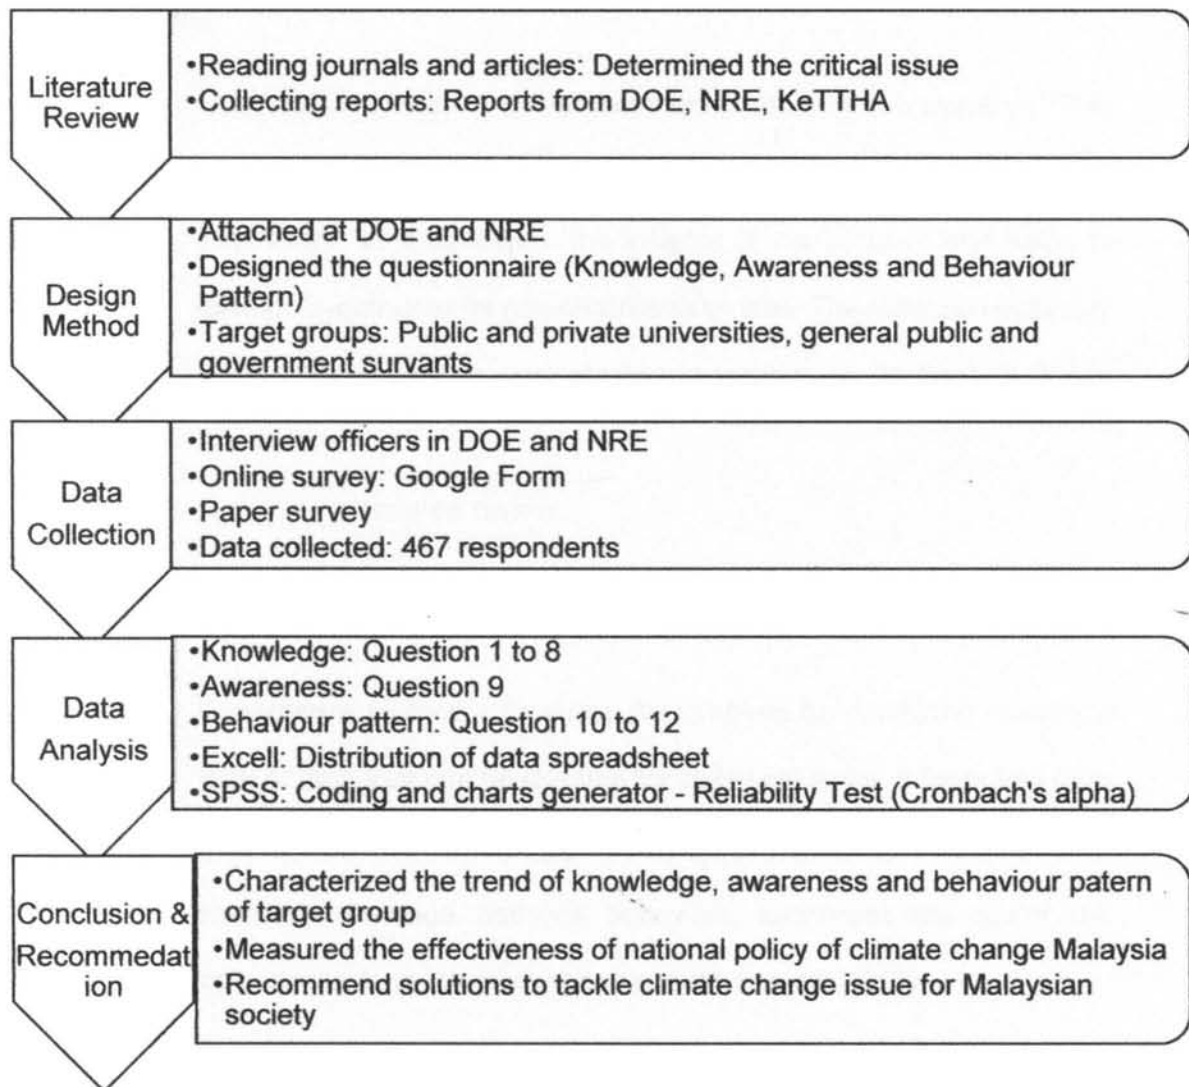 Literature
Review
•Reading journals and articles: Determined the critical issue
•Collecting reports: Reports from DOE, NRE, KeTTHA
Design
Method
•Attached at DOE and NRE
•Designed the questionnaire (Knowledge, Awareness and Behaviour
Pattern)
•Target groups: Public and private universities, general public and
government survants
Data
Collection
•Interview officers in DOE and NRE
•Online survey: Google Form
•Paper survey
•Data collected: 467 respondents
Data
Analysis
•Knowledge: Question 1 to 8
•Awareness: Question 9
•Behaviour pattern: Question 10 to 12
•Excell: Distribution of data spreadsheet
•SPSS: Coding and charts generator - Reliability Test (Cronbach's alpha)
Conclusion &
Recommedat
ion
•Characterized the trend of knowledge, awareness and behaviour patern
of target group
•Measured the effectiveness of national policy of climate change Malaysia
•Recommend solutions to tackle climate change issue for Malaysian
society